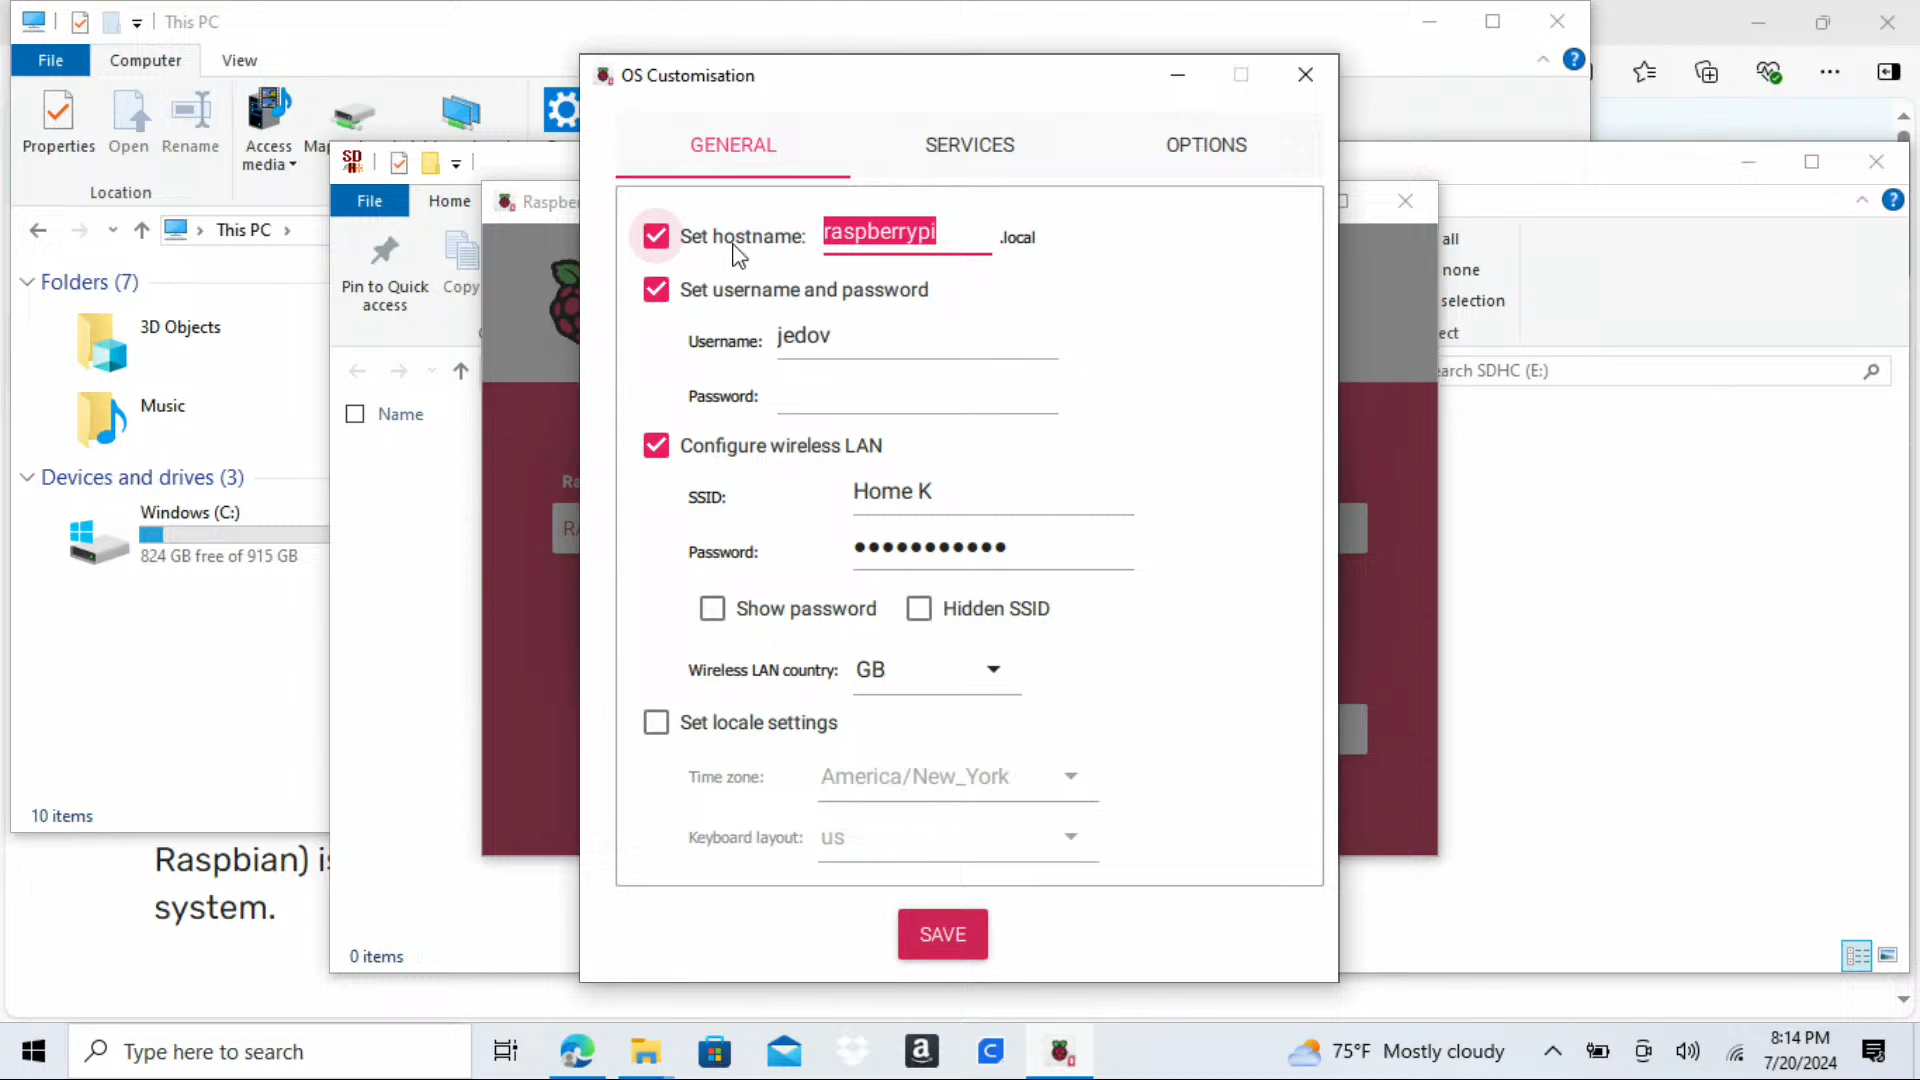 This PC
File
Computer
View
Properties
Open
Rename
Access
media
Location
This PC
Folders (7)
3D Objects
Music
Devices and drives (3)
Windows (C:)
824 GB free of 915 GB
10 items
Raspbian)
system.
SD
File
Home
Pin to Quick
access
Copy
Name
0 items
all
none
selection
SDHC (E:)
OS Customisation
GENERAL
SERVICES
OPTIONS
Set hostname:
raspberrypi
.local
Set username and password
Username:
jedov
Password:
Configure wireless LAN
SSID:
Home K
Password:
●●●●●●●●●●●
Show password
Hidden SSID
Wireless LAN country:
GB
Set locale settings
Time zone:
America/New_York
Keyboard layout:
us
SAVE
Type here to search
75°F Mostly cloudy
8:14 PM
7/20/2024